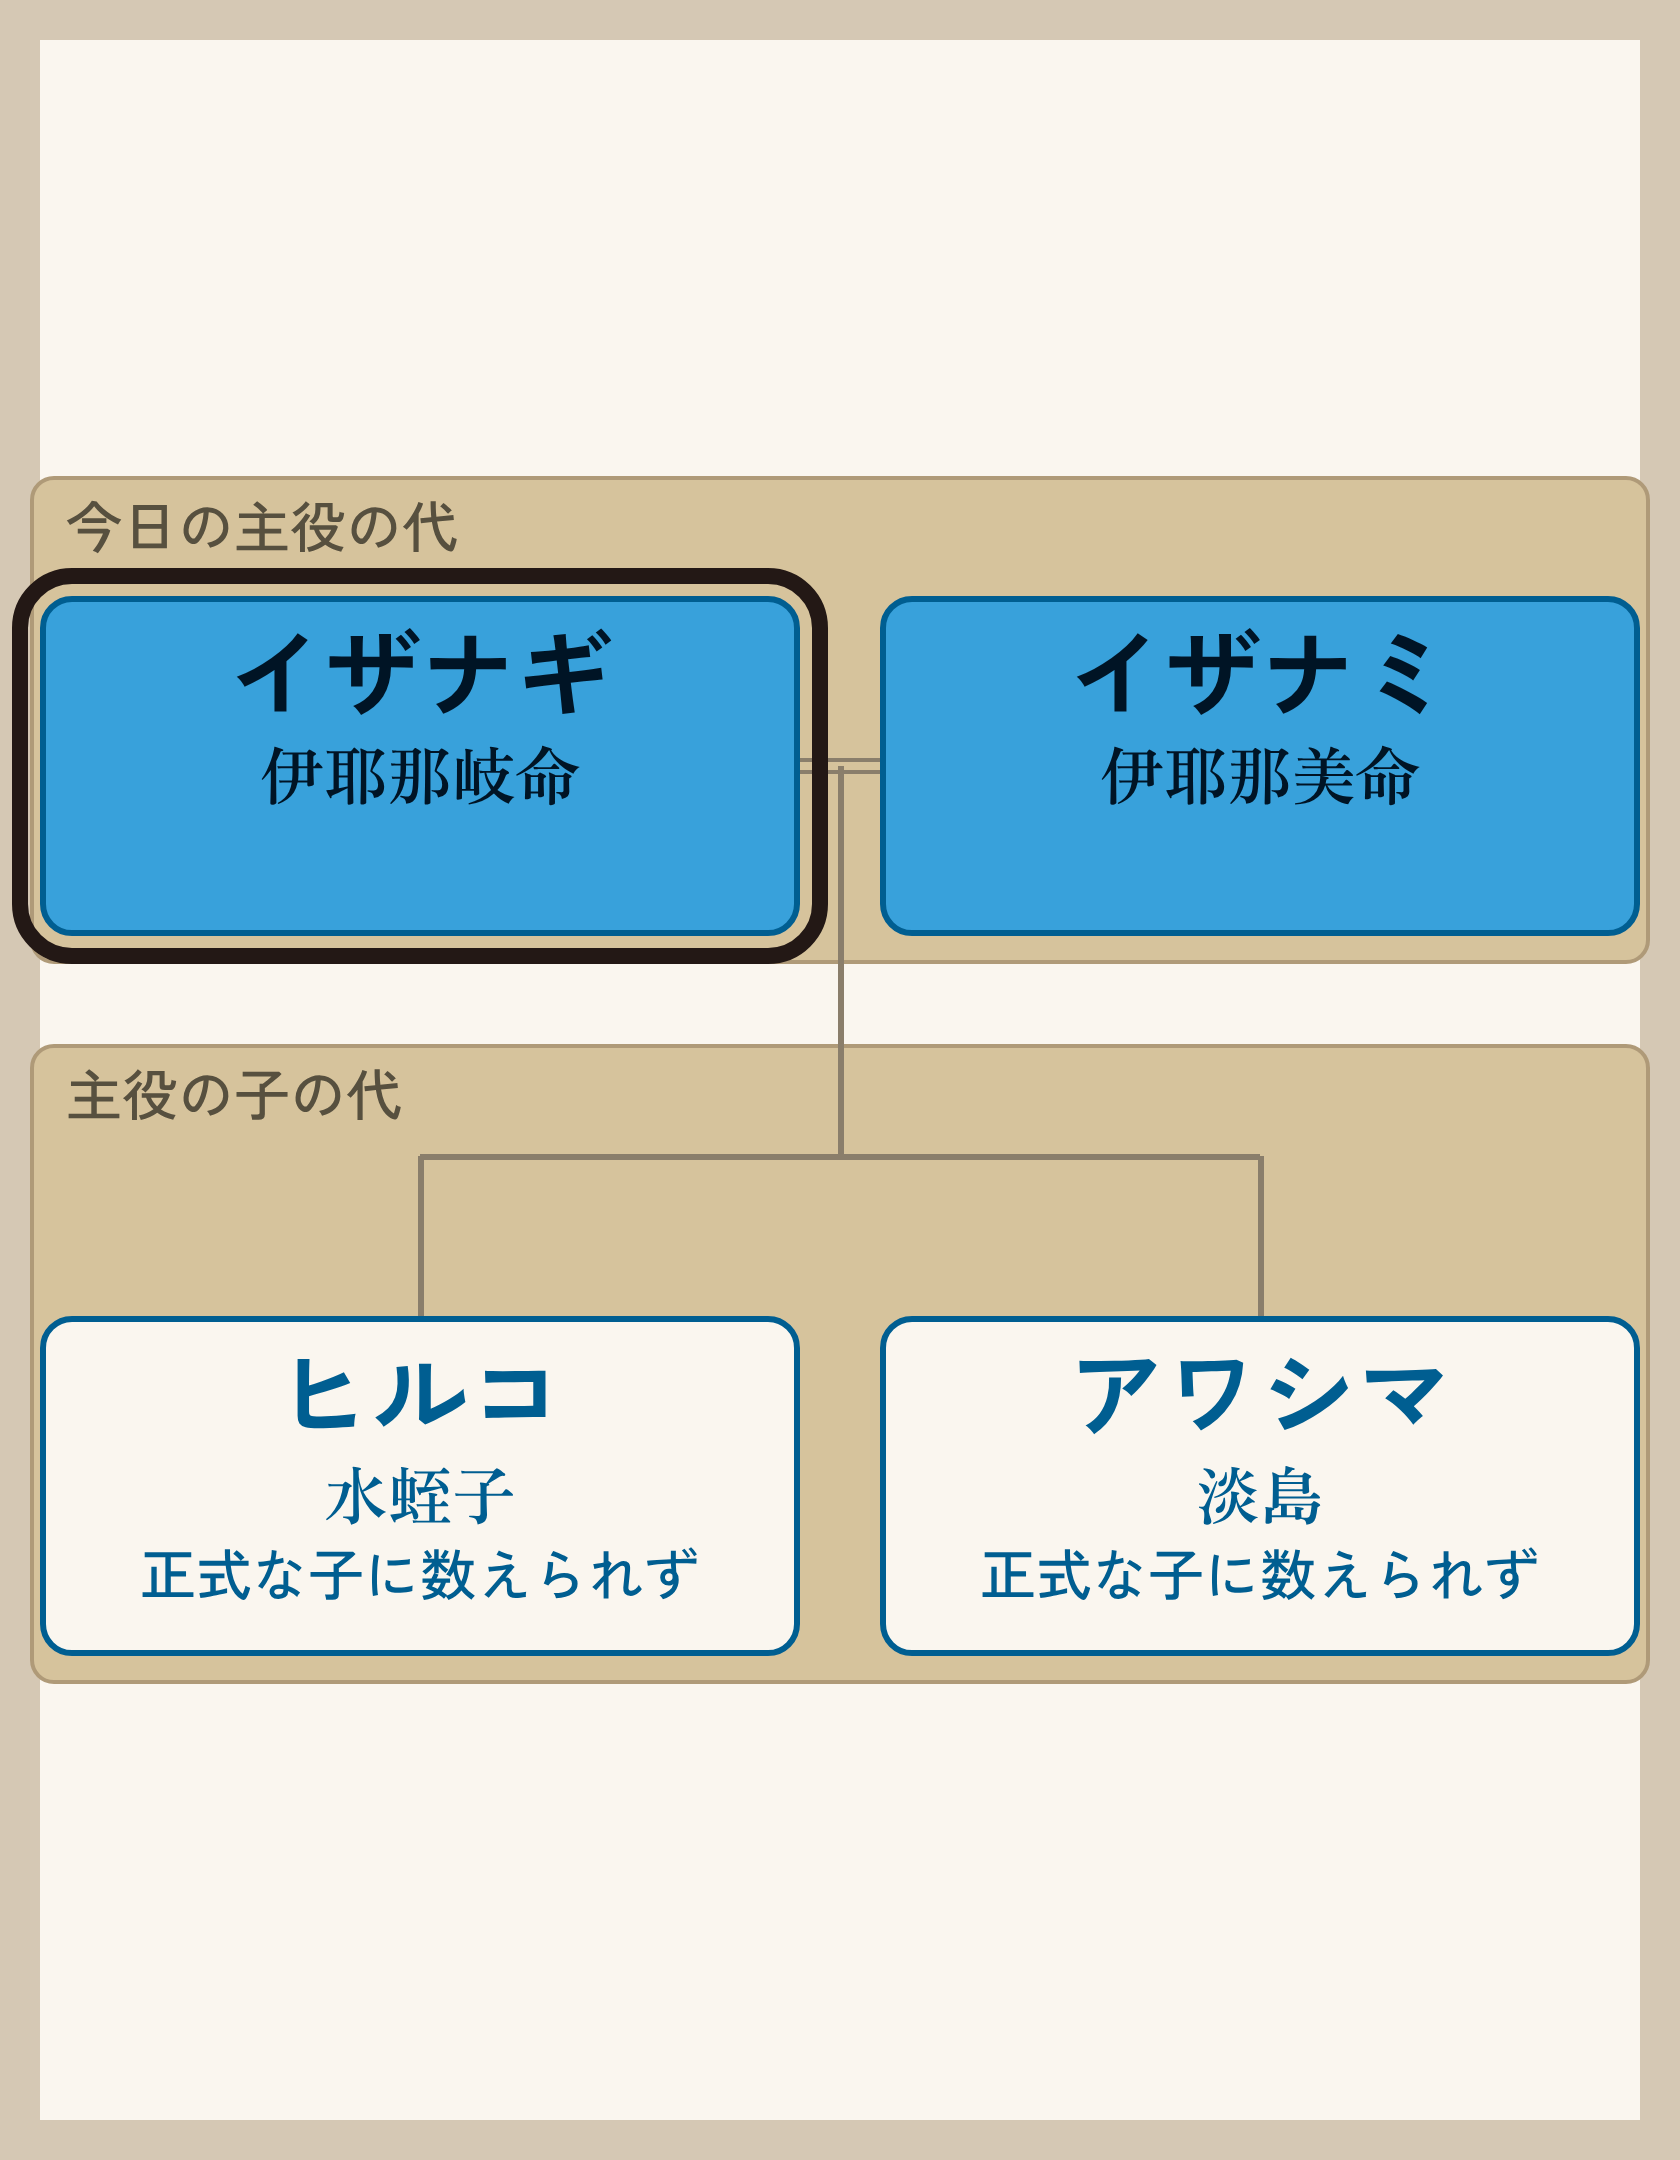 今日の主役の代
イザナギ
伊耶那岐命
イザナミ
伊耶那美命
主役の子の代
ヒルコ
水蛭子
正式な子に数えられず
アワシマ
淡島
正式な子に数えられず